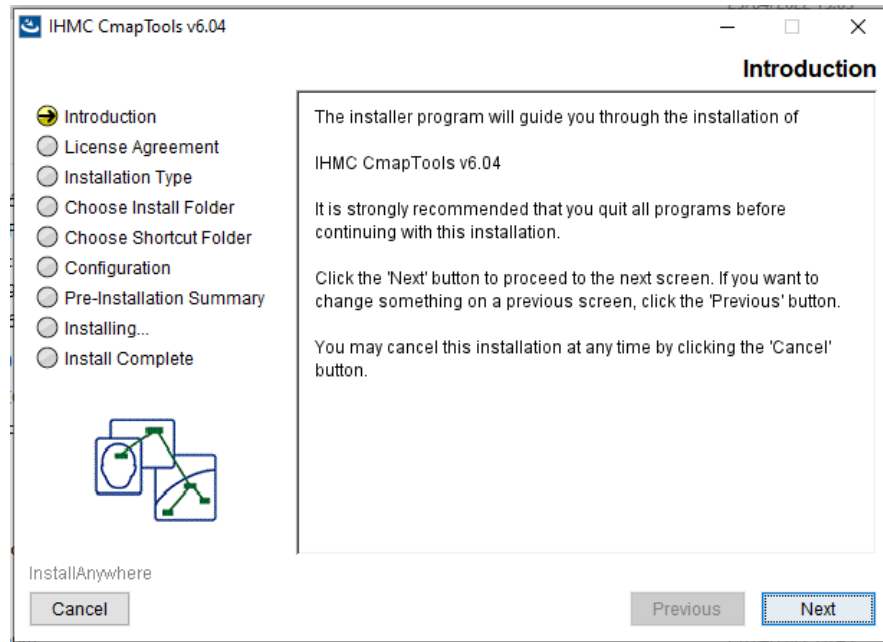 IHMC CmapTools v6.04
Introduction
Introduction
License Agreement
Installation Type
Choose Install Folder
Choose Shortcut Folder
Configuration
Pre-Installation Summary
Installing...
Install Complete
The installer program will guide you through the installation of
IHMC CmapTools v6.04
It is strongly recommended that you quit all programs before
continuing with this installation.
Click the 'Next' button to proceed to the next screen. If you want to
change something on a previous screen, click the 'Previous' button.
You may cancel this installation at any time by clicking the 'Cancel'
button.
InstallAnywhere
Cancel
Previous
Next